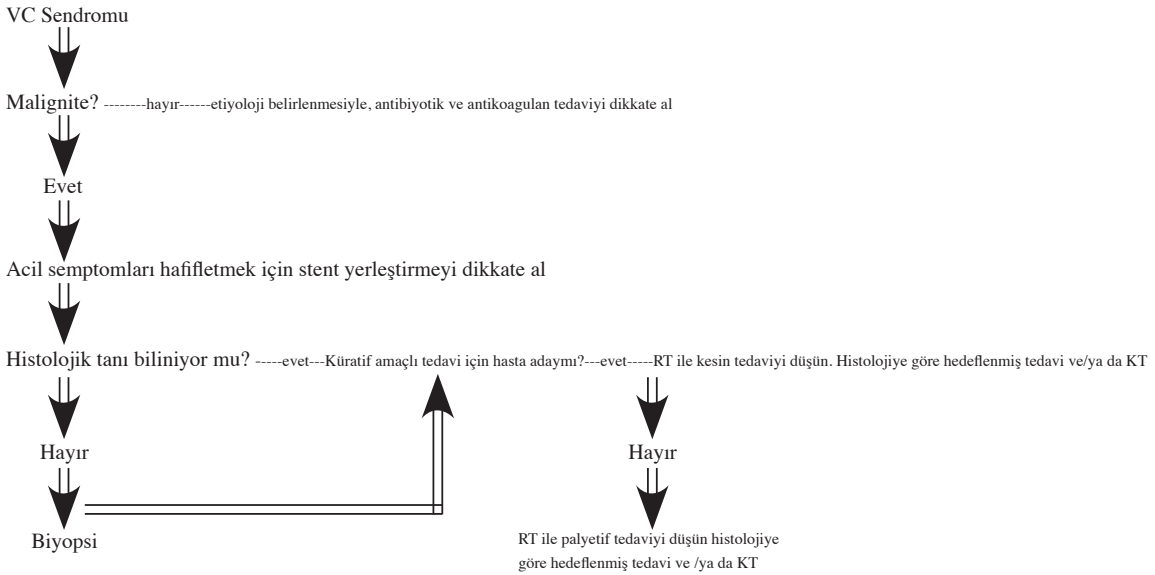 VC Sendromu
Malignite? --------hayır------etiyoloji belirlenmesiyle, antibiyotik ve antikoagulan tedaviyi dikkate al
Evet
Acil semptomları hafifletmek için stent yerleştirmeyi dikkate al
Histolojik tanı biliniyor mu? -----evet---Küratif amaçlı tedavi için hasta adaymı?---evet-----RT ile kesin tedaviyi düşün. Histolojiye göre hedeflenmiş tedavi ve/ya da KT
Hayır Hayır
Biyopsi
RT ile palyetif tedaviyi düşün histolojiye
göre hedeflenmiş tedavi ve /ya da KT